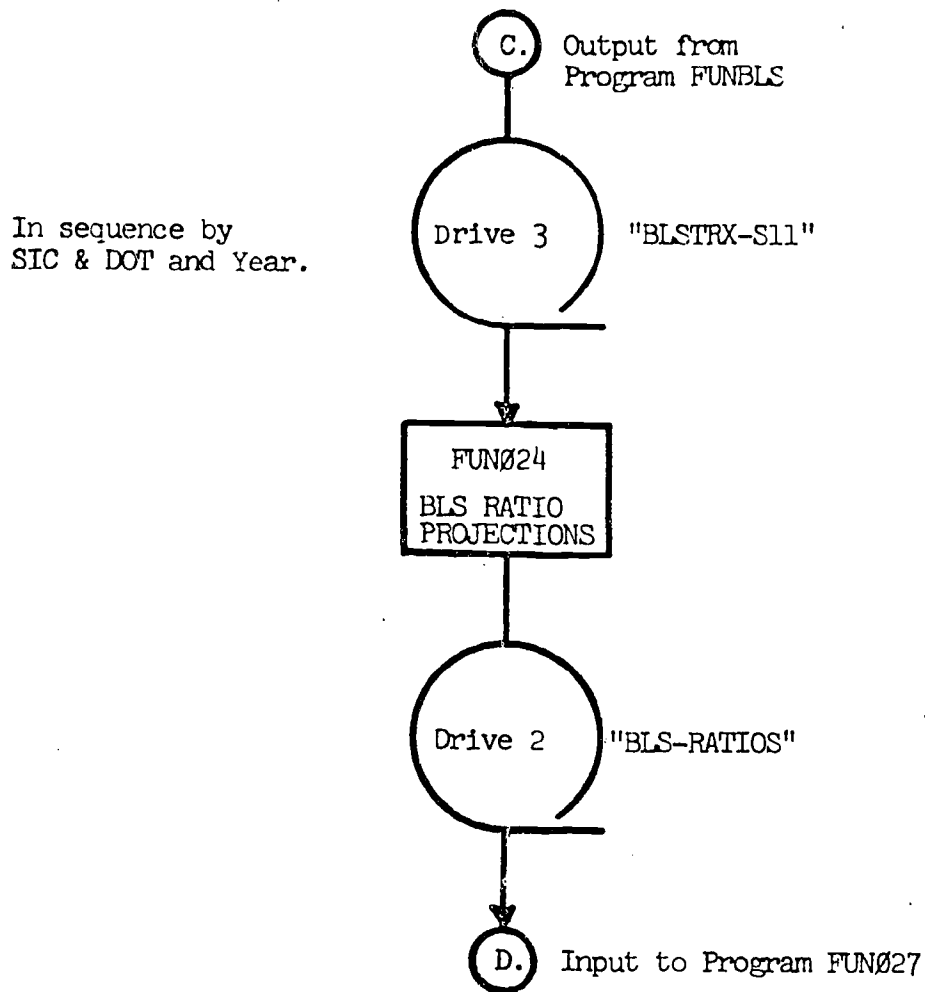 C. Output from
Program FUNBLS
In sequence by
SIC & DOT and Year.
Drive 3
"BLSTRX-S11"
FUNØ24
BLS RATIO
PROJECTIONS
Drive 2
"BLS-RATIOS"
D. Input to Program FUNØ27